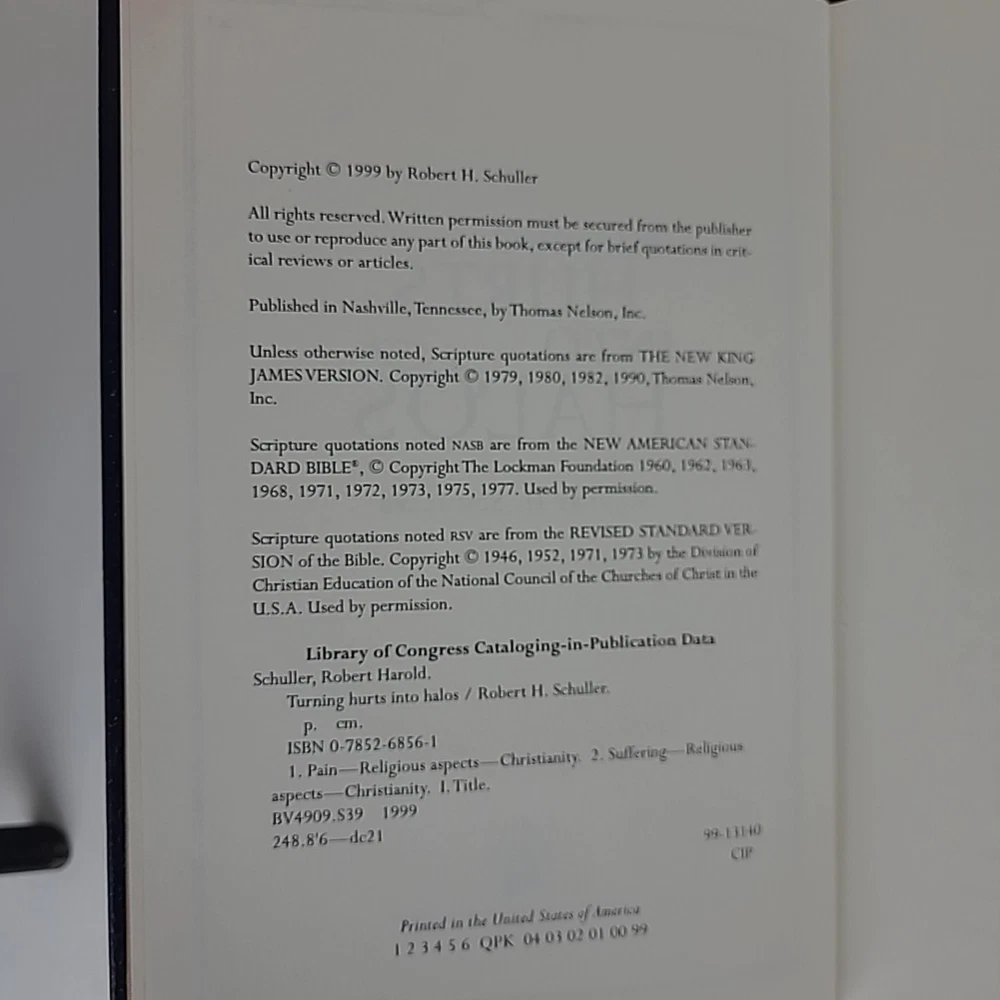 Copyright © 1999 by Robert H. Schuller
All rights reserved. Written permission must be secured from the publisher
to use or reproduce any part of this book, except for brief quotations in crit-
ical reviews or articles.
Published in Nashville, Tennessee, by Thomas Nelson, Inc.
Unless otherwise noted, Scripture quotations are from THE NEW KING
JAMES VERSION. Copyright © 1979, 1980, 1982, 1990, Thomas Nelson,
Inc.
Scripture quotations noted NASB are from the NEW AMERICAN STAN-
DARD BIBLE®, © Copyright The Lockman Foundation 1960, 1962, 1963,
1968, 1971, 1972, 1973, 1975, 1977. Used by permission.
Scripture quotations noted RSV are from the REVISED STANDARD VER-
SION of the Bible. Copyright © 1946, 1952, 1971, 1973 by the Division of
Christian Education of the National Council of the Churches of Christ in the
U.S.A. Used by permission.
Library of Congress Cataloging-in-Publication Data
Schuller, Robert Harold.
Turning hurts into halos / Robert H. Schuller.
p. cm.
ISBN 0-7852-6856-1
1. Pain—Religious aspects—Christianity. 2. Suffering—Religious
aspects—Christianity. I. Title.
BV4909.S39 1999
248.8'6—dc21
99-13140
CIP
Printed in the United States of America
1 2 3 4 5 6 QPK 04 03 02 01 00 99